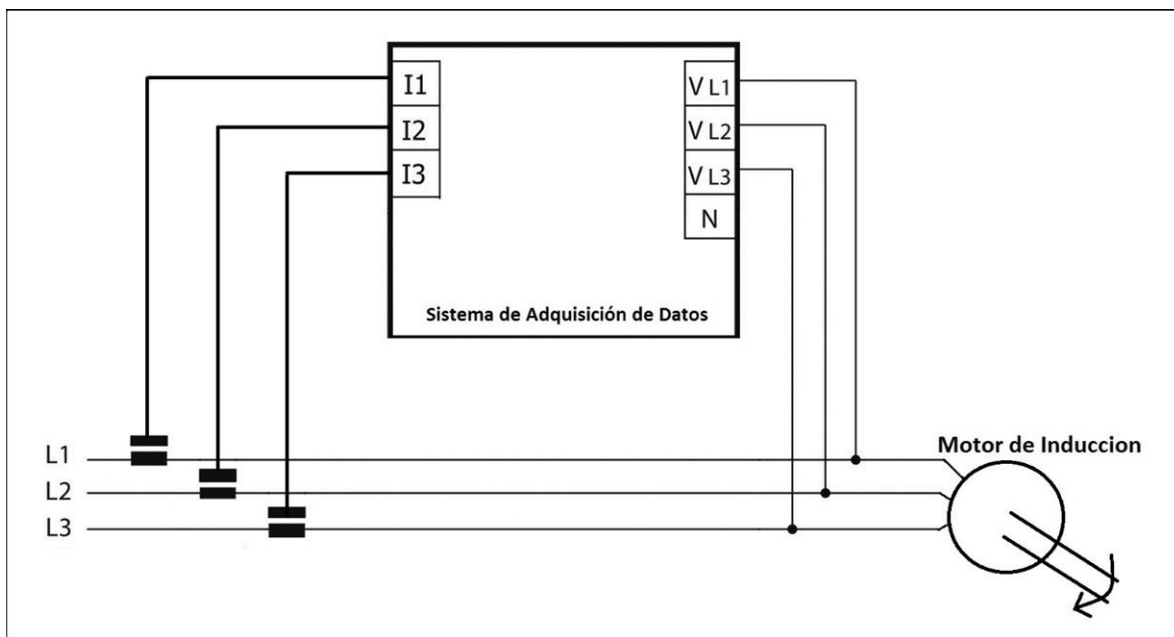 I1
I2
I3
V L1
V L2
V L3
N
Sistema de Adquisición de Datos
L1
L2
L3
Motor de Induccion